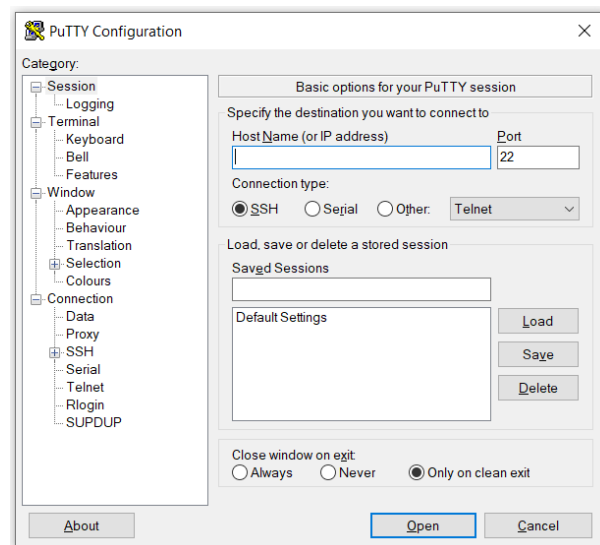 PuTTY Configuration
Category:
Session
Logging
Terminal
Keyboard
Bell
Features
Window
Appearance
Behaviour
Translation
Selection
Colours
Connection
Data
Proxy
SSH
Serial
Telnet
Rlogin
SUPDUP
Basic options for your PuTTY session
Specify the destination you want to connect to
Host Name (or IP address) Port
22
Connection type:
SSH Serial Other: Telnet
Load, save or delete a stored session
Saved Sessions
Default Settings
Load
Save
Delete
Close window on exit:
Always Never Only on clean exit
About Open Cancel